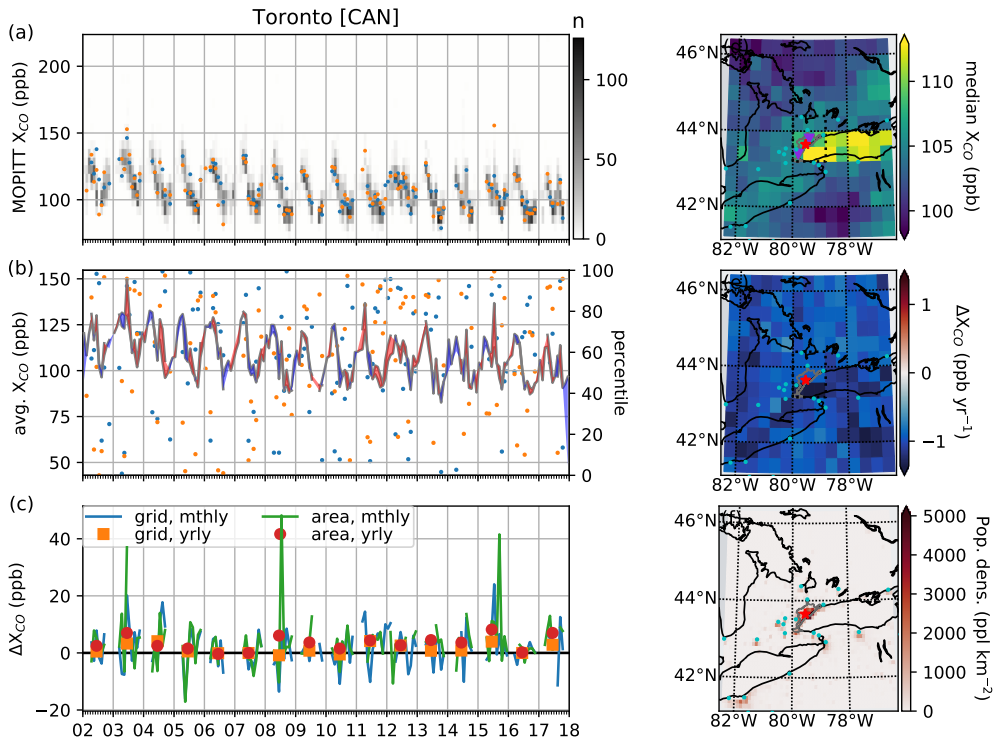 Toronto [CAN]
(a)
MOPITT X_CO (ppb)
200
150
100
n
100
50
0
46°N
44°N
42°N
82°W 80°W 78°W
110
105
100
median X_CO (ppb)
(b)
avg. X_CO (ppb)
150
125
100
75
50
100
80
60
40
20
0
percentile
46°N
44°N
42°N
82°W 80°W 78°W
1
0
−1
ΔX_CO (ppb yr⁻¹)
(c)
ΔX_CO (ppb)
grid, mthly
grid, yrly
area, mthly
area, yrly
40
20
0
−20
02 03 04 05 06 07 08 09 10 11 12 13 14 15 16 17 18
46°N
44°N
42°N
82°W 80°W 78°W
5000
4000
3000
2000
1000
0
Pop. dens. (ppl km⁻²)